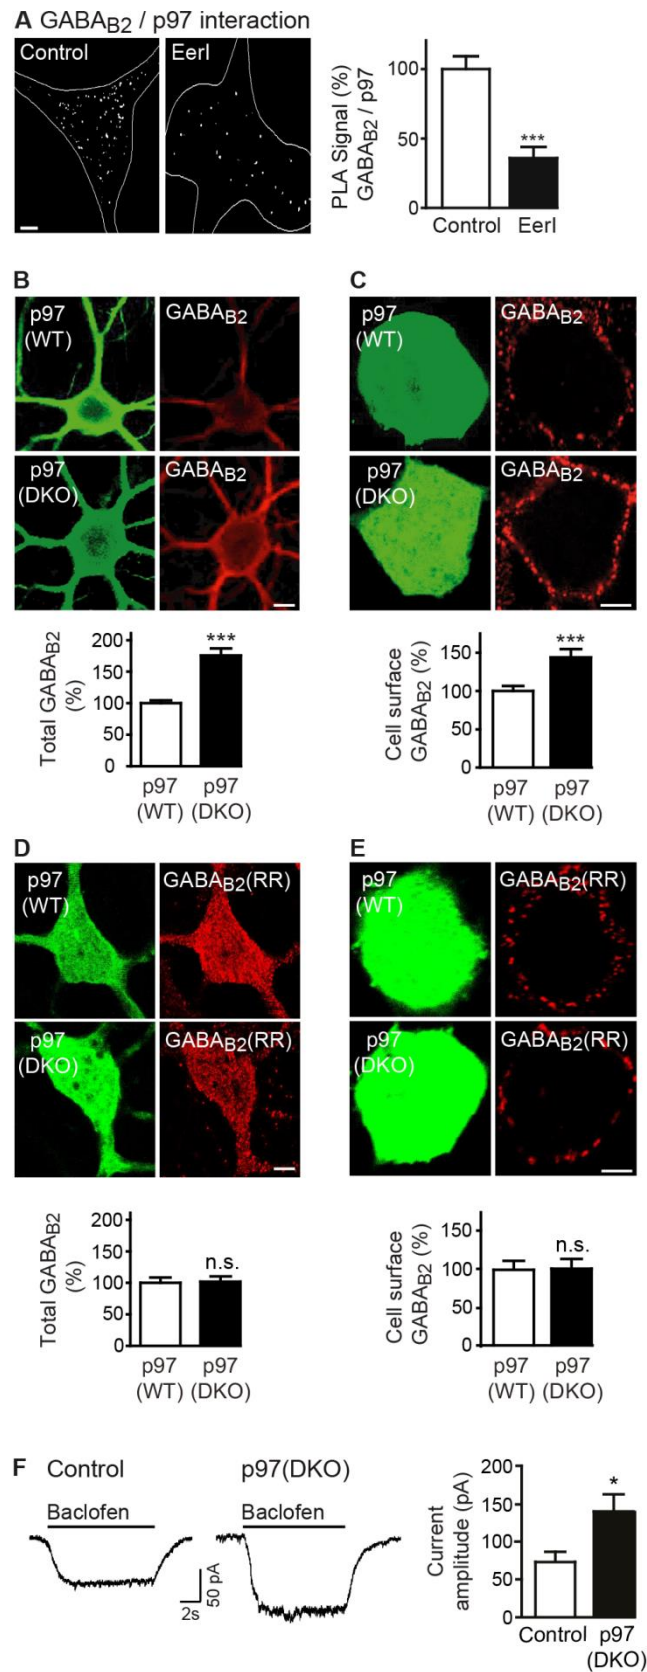 A GABAB2 / p97 interaction
Control
EerI
PLA Signal (%)
GABAB2 / p97
100
50
0
***
Control EerI
B
p97
(WT)
GABAB2
p97
(DKO)
GABAB2
Total GABAB2
(%)
200
150
100
50
0
***
p97 p97
(WT) (DKO)
C
p97
(WT)
GABAB2
p97
(DKO)
GABAB2
Cell surface
GABAB2 (%)
150
100
50
0
***
p97 p97
(WT) (DKO)
D
p97
(WT)
GABAB2(RR)
p97
(DKO)
GABAB2(RR)
Total GABAB2
(%)
200
150
100
50
0
n.s.
p97 p97
(WT) (DKO)
E
p97
(WT)
GABAB2(RR)
p97
(DKO)
GABAB2(RR)
Cell surface
GABAB2 (%)
150
100
50
0
n.s.
p97 p97
(WT) (DKO)
F Control p97(DKO)
Baclofen
Baclofen
50 pA
2s
Current
amplitude (pA)
200
150
100
50
0
*
Control p97
(DKO)